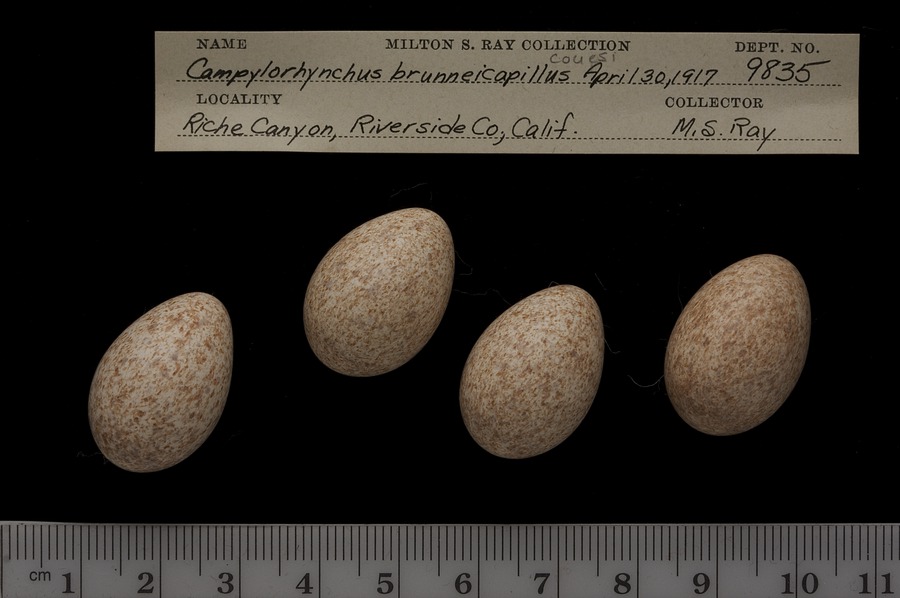 NAME MILTON S. RAY COLLECTION DEPT. NO.
couesi
Campylorhynchus brunneicapillus April 30, 1917 9835
LOCALITY COLLECTOR
Riche Canyon, Riverside Co, Calif. M.S. Ray
cm 1 2 3 4 5 6 7 8 9 10 11